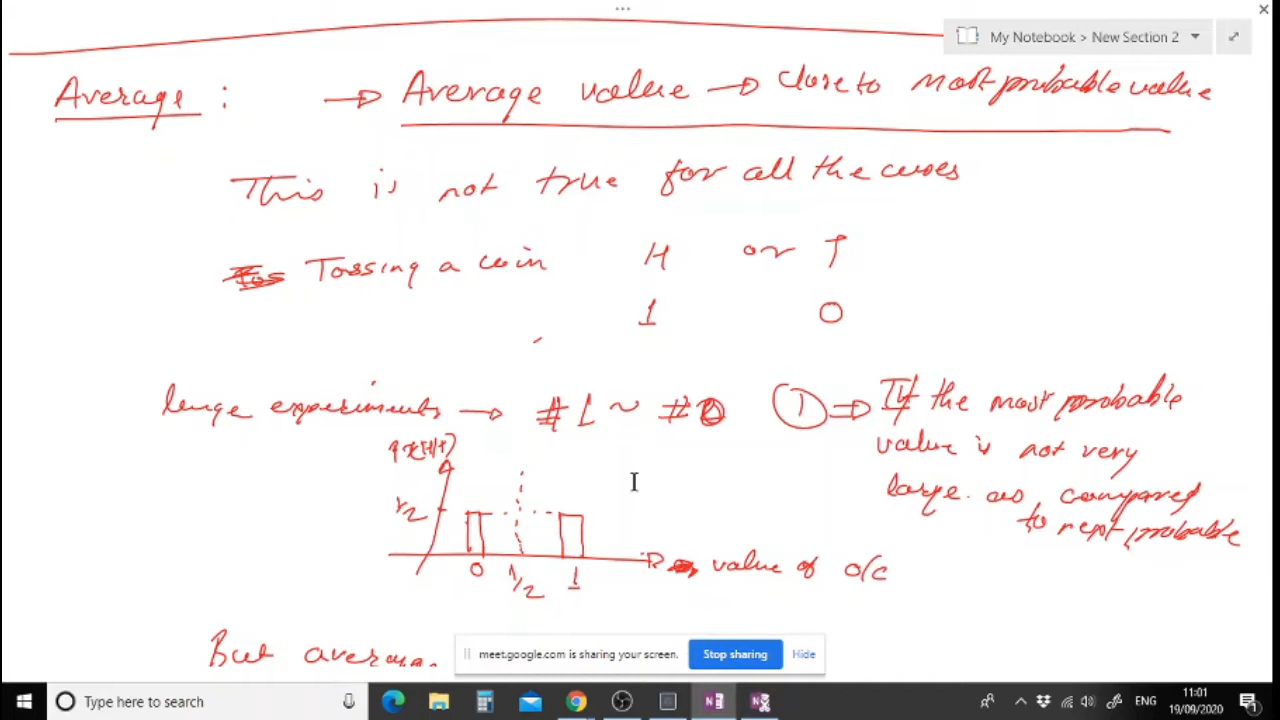 ...
My Notebook > New Section 2
Average : → Average value → close to most probable value
This is not true for all the cases
Tossing a coin H or T
1 0
large experiments → # 1 ~ # 0 ① ⇒ If the most probable
value is not very
large as compared
to next probable
1/2
0 1/2 1 value of o/c
But average
meet.google.com is sharing your screen. Stop sharing Hide
Type here to search
ENG
11:01
19/09/2020
1